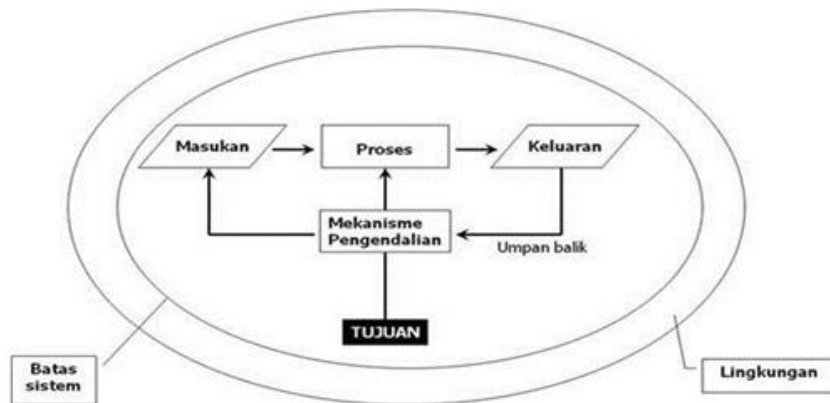 Masukan
Proses
Keluaran
Mekanisme
Pengendalian
Umpan balik
TUJUAN
Batas
sistem
Lingkungan